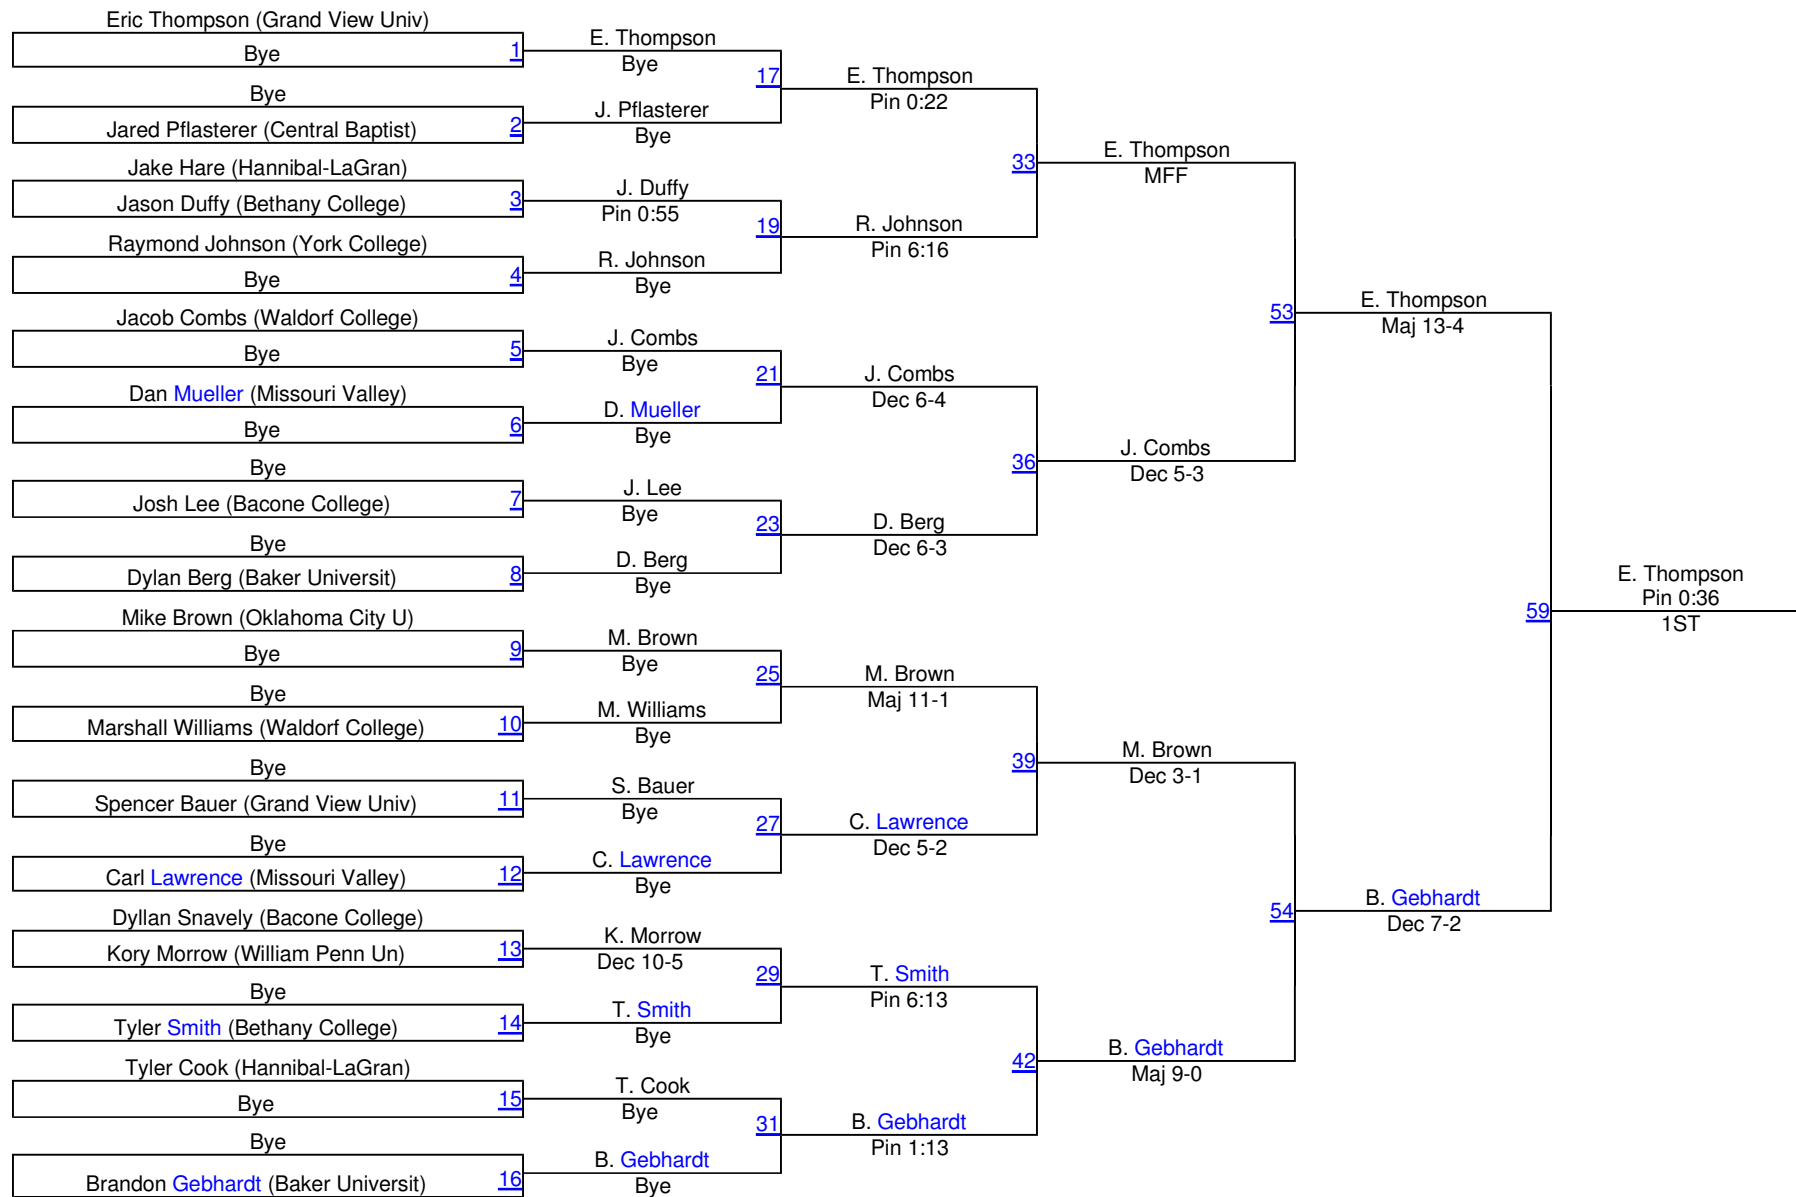 Eric Thompson (Grand View Univ)
Bye
1
Bye
Jared Pflasterer (Central Baptist)
2
Jake Hare (Hannibal-LaGran)
Jason Duffy (Bethany College)
3
Raymond Johnson (York College)
Bye
4
Jacob Combs (Waldorf College)
Bye
5
Dan Mueller (Missouri Valley)
Bye
6
Bye
Josh Lee (Bacone College)
7
Bye
Dylan Berg (Baker Universit)
8
Mike Brown (Oklahoma City U)
Bye
9
Bye
Marshall Williams (Waldorf College)
10
Bye
Spencer Bauer (Grand View Univ)
11
Bye
Carl Lawrence (Missouri Valley)
12
Dyllan Snavely (Bacone College)
Kory Morrow (William Penn Un)
13
Bye
Tyler Smith (Bethany College)
14
Tyler Cook (Hannibal-LaGran)
Bye
15
Bye
Brandon Gebhardt (Baker Universit)
16
E. Thompson
Bye
17
J. Pflasterer
Bye
J. Duffy
Pin 0:55
19
R. Johnson
Bye
J. Combs
Bye
21
D. Mueller
Bye
J. Lee
Bye
23
D. Berg
Bye
M. Brown
Bye
25
M. Williams
Bye
S. Bauer
Bye
27
C. Lawrence
Bye
K. Morrow
Dec 10-5
29
T. Smith
Bye
T. Cook
Bye
31
B. Gebhardt
Bye
E. Thompson
Pin 0:22
33
R. Johnson
Pin 6:16
J. Combs
Dec 6-4
36
D. Berg
Dec 6-3
M. Brown
Maj 11-1
39
C. Lawrence
Dec 5-2
T. Smith
Pin 6:13
42
B. Gebhardt
Pin 1:13
E. Thompson
MFF
53
J. Combs
Dec 5-3
M. Brown
Dec 3-1
54
B. Gebhardt
Maj 9-0
E. Thompson
Maj 13-4
59
B. Gebhardt
Dec 7-2
E. Thompson
Pin 0:36
1ST